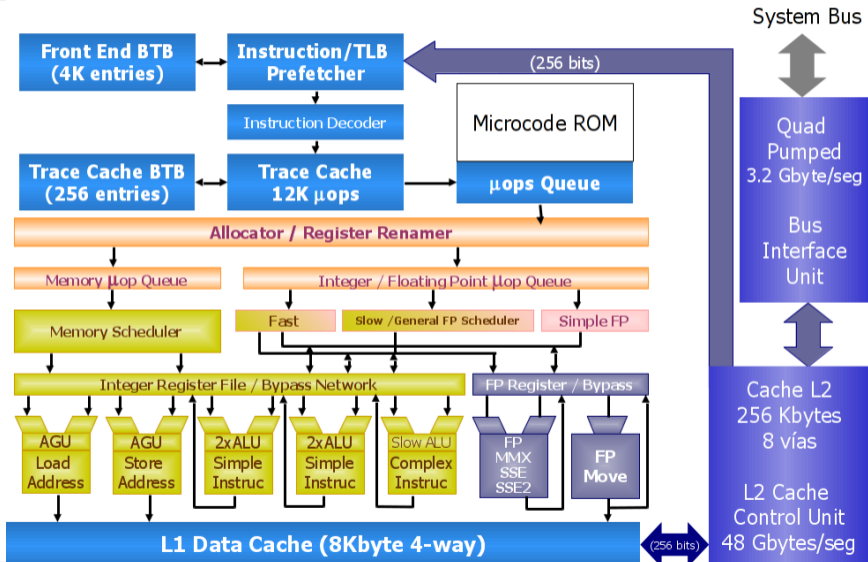 System Bus
Front End BTB
(4K entries)
Instruction/TLB
Prefetcher
(256 bits)
Instruction Decoder
Microcode ROM
Quad
Pumped
3.2 Gbyte/seg
Bus
Interface
Unit
Trace Cache BTB
(256 entries)
Trace Cache
12K µops
µops Queue
Allocator / Register Renamer
Memory µop Queue
Integer / Floating Point µop Queue
Memory Scheduler
Fast
Slow /General FP Scheduler
Simple FP
Integer Register File / Bypass Network
FP Register / Bypass
Cache L2
256 Kbytes
8 vías
L2 Cache
Control Unit
48 Gbytes/seg
AGU
Load
Address
AGU
Store
Address
2xALU
Simple
Instruc
2xALU
Simple
Instruc
Slow ALU
Complex
Instruc
FP
MMX
SSE
SSE2
FP
Move
L1 Data Cache (8Kbyte 4-way)
(256 bits)